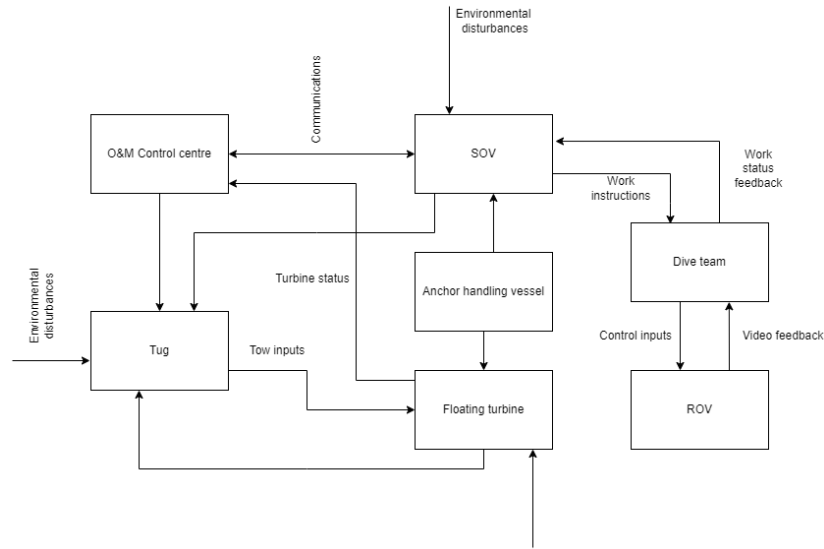 Environmental
disturbances
Communications
O&M Control centre
SOV
Work
status
feedback
Work
instructions
Dive team
Turbine status
Anchor handling vessel
Environmental
disturbances
Tug
Tow inputs
Control inputs
Video feedback
Floating turbine
ROV